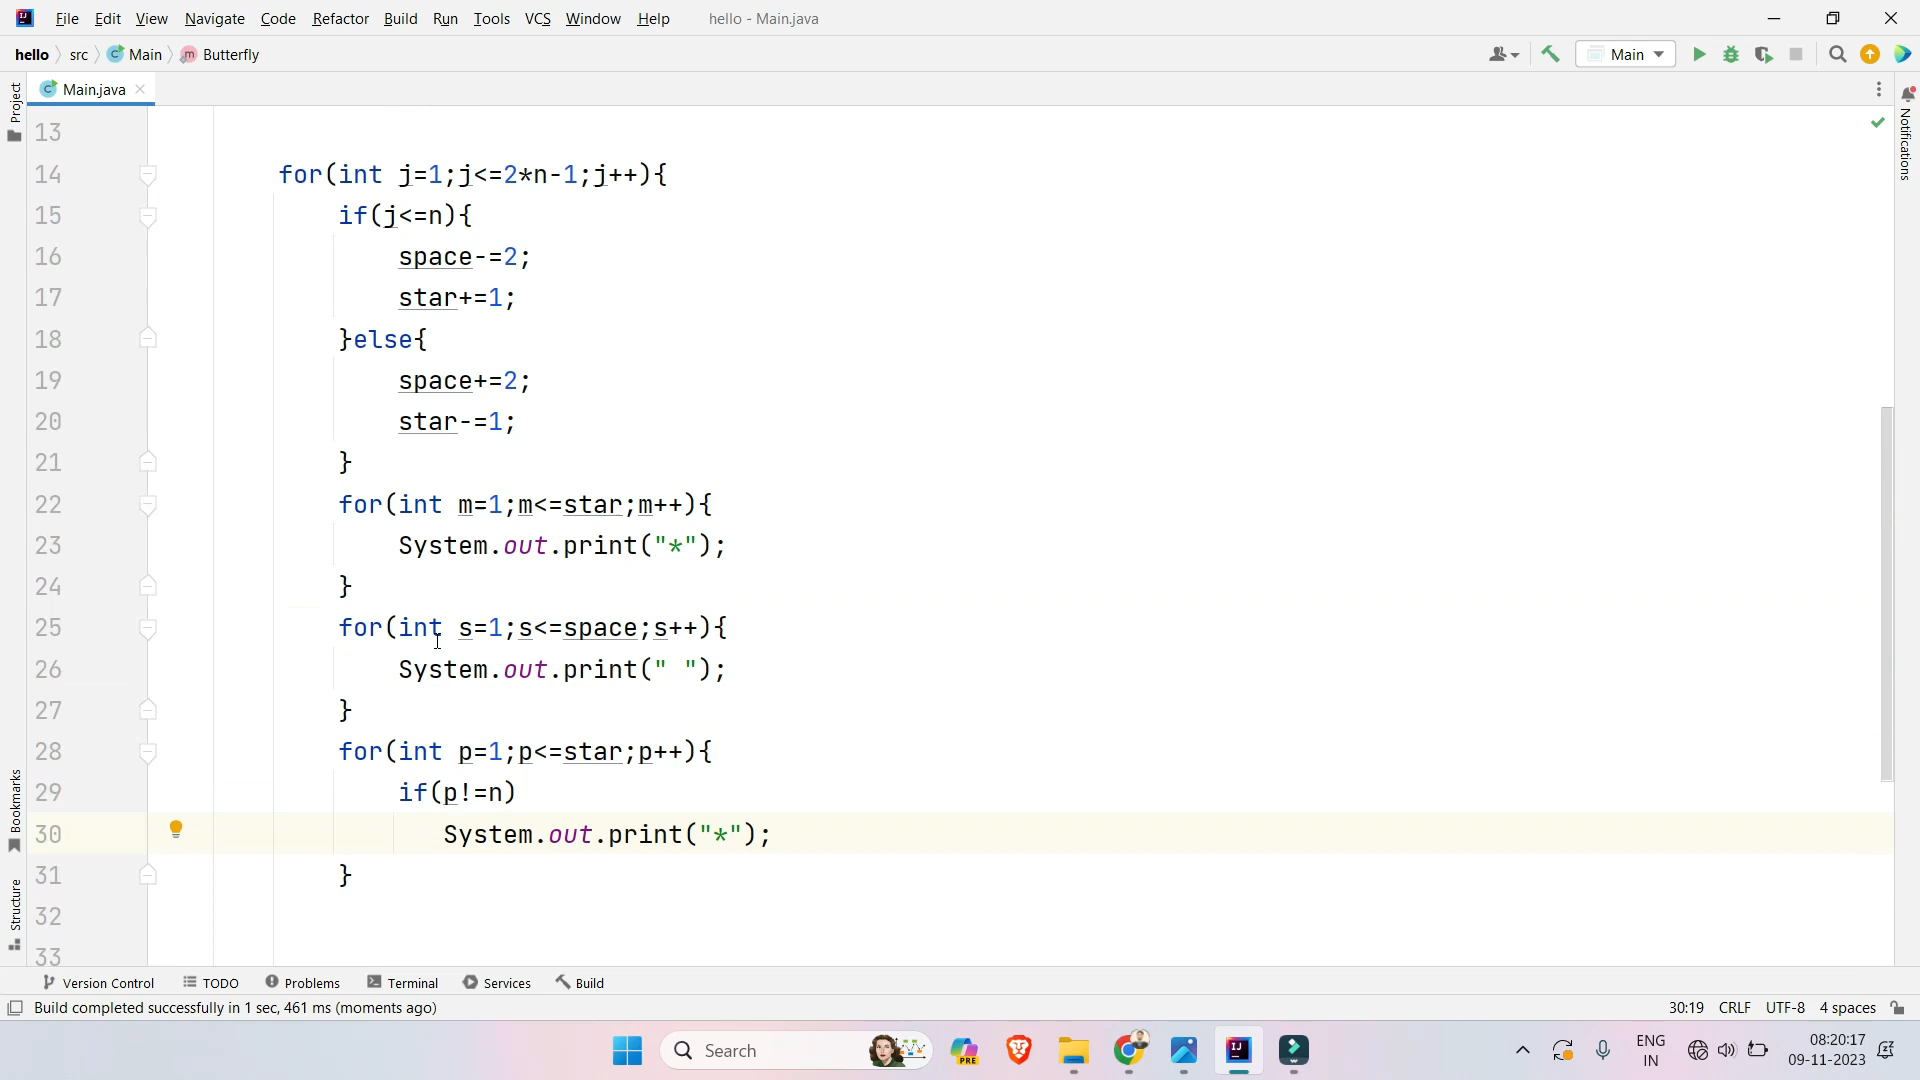 File Edit View Navigate Code Refactor Build Run Tools VCS Window Help hello - Main.java
hello src Main Butterfly Main
Project
Main.java
Notifications
13
14 for(int j=1;j<=2*n-1;j++){
15 if(j<=n){
16 space-=2;
17 star+=1;
18 }else{
19 space+=2;
20 star-=1;
21 }
22 for(int m=1;m<=star;m++){
23 System.out.print("*");
24 }
25 for(int s=1;s<=space;s++){
26 System.out.print(" ");
27 }
28 for(int p=1;p<=star;p++){
29 if(p!=n)
30 System.out.print("*");
31 }
32
33
Bookmarks
Structure
Version Control TODO Problems Terminal Services Build
Build completed successfully in 1 sec, 461 ms (moments ago) 30:19 CRLF UTF-8 4 spaces
Search PRE ENG 08:20:17
IN 09-11-2023